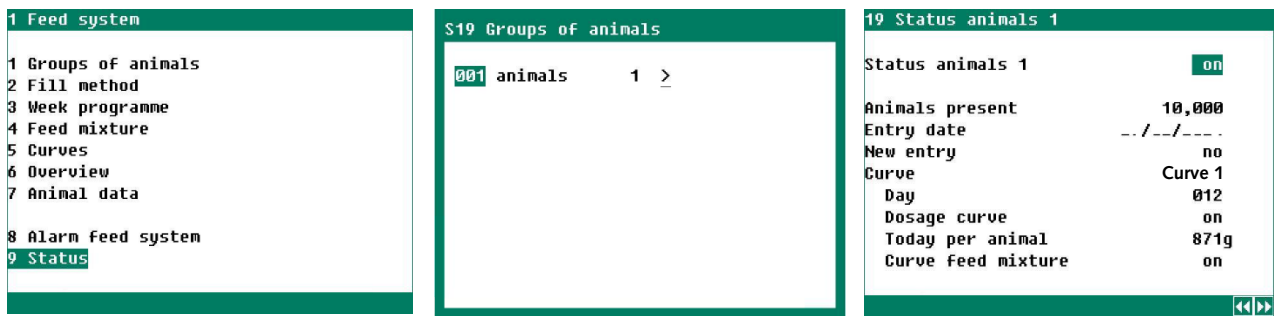 1 Feed system
1 Groups of animals
2 Fill method
3 Week programme
4 Feed mixture
5 Curves
6 Overview
7 Animal data
8 Alarm feed system
9 Status
S19 Groups of animals
001 animals 1 >
19 Status animals 1
Status animals 1 on
Animals present 10,000
Entry date __/__/____
New entry no
Curve Curve 1
Day 012
Dosage curve on
Today per animal 871g
Curve feed mixture on